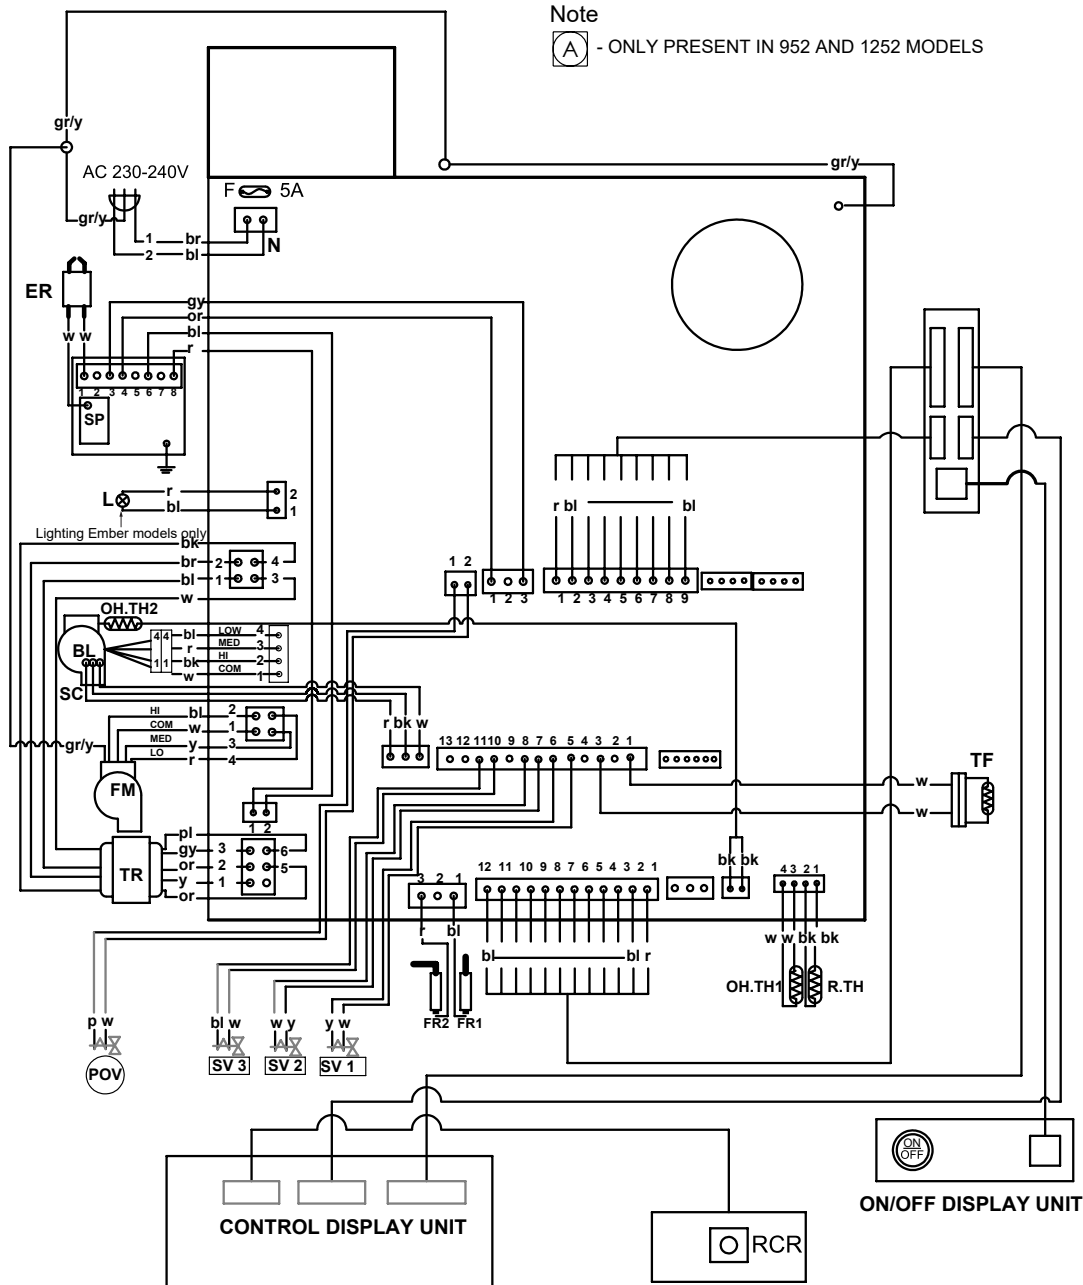 Note
A - ONLY PRESENT IN 952 AND 1252 MODELS
gr/y
gr/y
AC 230-240V
F 5A
gr/y
1 br N
2 bl
ER
gy
or
bl
r
w w
1 2 3 4 5 6 7 8
SP
L r 2
bl 1
Lighting Ember models only
r bl bl
bk
br 2 4
bl 1 3
w
1 2
1 2 3
1 2 3 4 5 6 7 8 9
OH.TH2
BL
4 4 bl LOW 4
r MED 3
bk HI 2
1 1 w COM 1
SC
HI bl 2
COM w 1
MED y 3
LO r 4
gr/y
FM
r bk w
13 12 11 10 9 8 7 6 5 4 3 2 1
TF
w
w
1 2
pl
gy 3 6
or 2 5
y 1
or
TR
bk bk
3 2 1
12 11 10 9 8 7 6 5 4 3 2 1
4 3 2 1
r bl
bl bl r
w w bk bk
OH.TH1 R.TH
FR2 FR1
p w
bl w
w y
y w
POV
SV 3
SV 2
SV 1
ON
OFF
ON/OFF DISPLAY UNIT
CONTROL DISPLAY UNIT
RCR